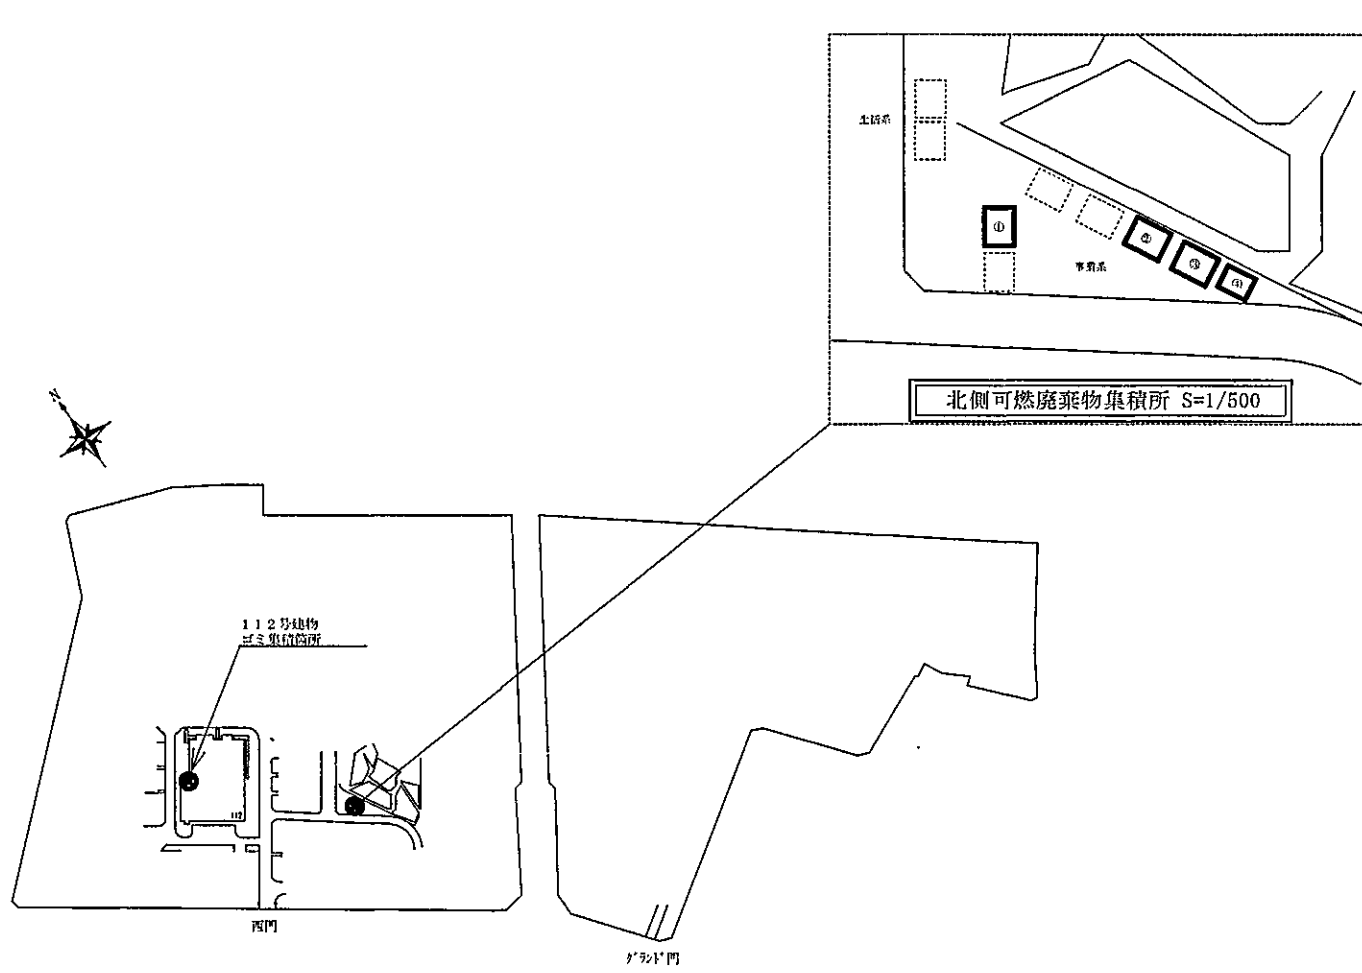 生活系
①
②
③
④
事業系
北側可燃廃棄物集積所 S=1/500
N
112号建物
ゴミ集積箇所
112
西門
グランド門